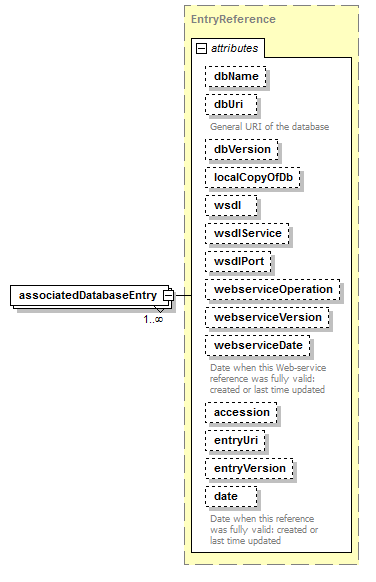 EntryReference
attributes
dbName
dbUri
General URI of the database
dbVersion
localCopyOfDb
wsdl
wsdlService
wsdlPort
associatedDatabaseEntry
1..∞
webserviceOperation
webserviceVersion
webserviceDate
Date when this Web-service
reference was fully valid:
created or last time updated
accession
entryUri
entryVersion
date
Date when this reference
was fully valid: created or
last time updated